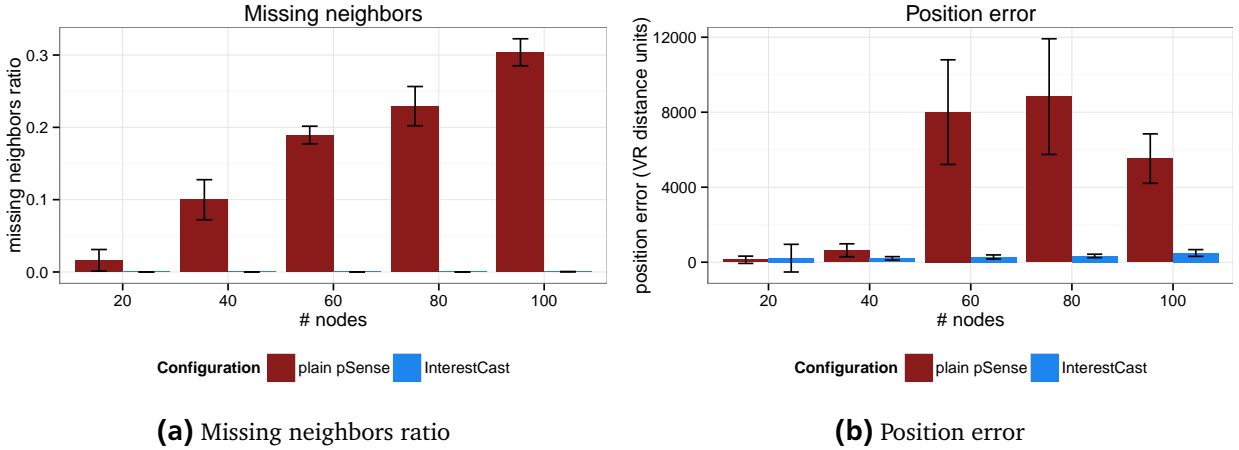 Missing neighbors
missing neighbors ratio
0.3
0.2
0.1
0.0
20 40 60 80 100
# nodes
Configuration plain pSense InterestCast
(a) Missing neighbors ratio
Position error
position error (VR distance units)
12000
8000
4000
0
20 40 60 80 100
# nodes
Configuration plain pSense InterestCast
(b) Position error